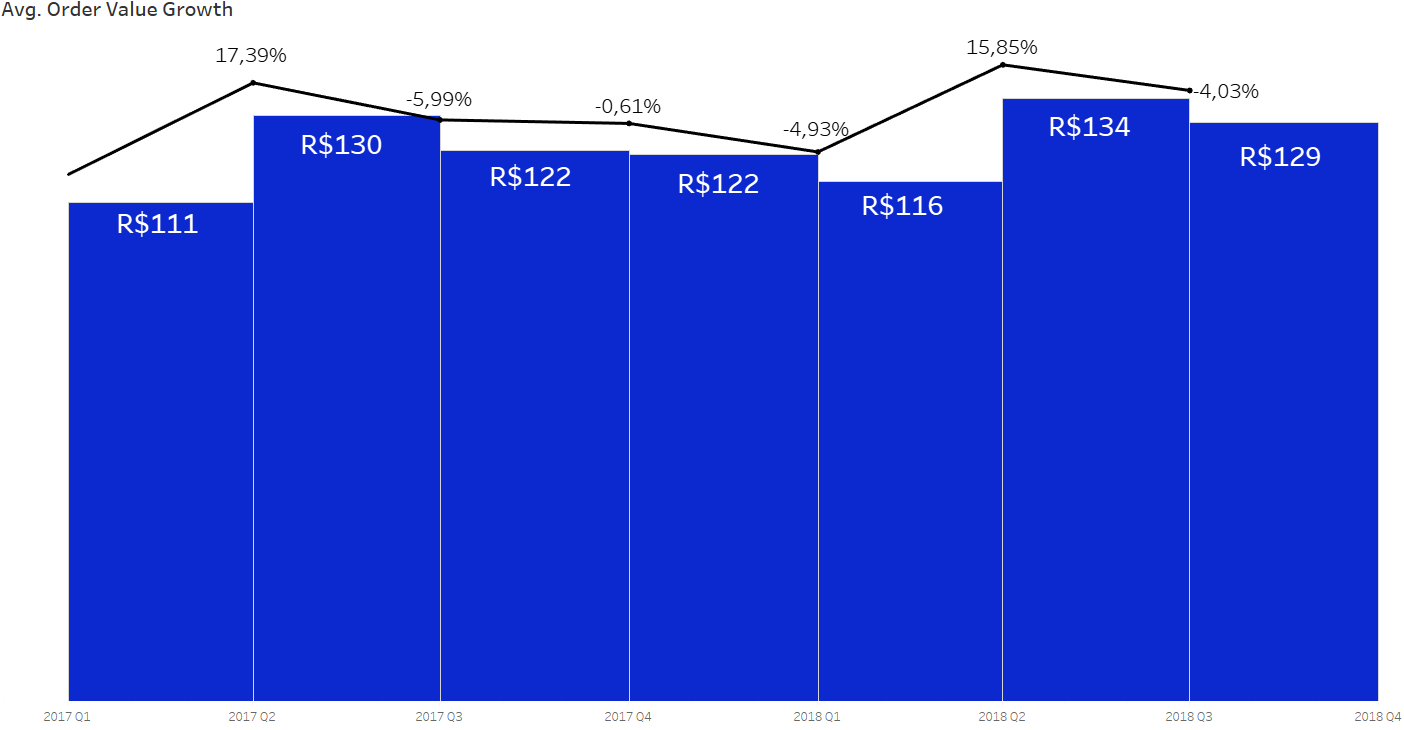 Avg. Order Value Growth
17,39%
-5,99%
-0,61%
-4,93%
15,85%
-4,03%
R$111
R$130
R$122
R$122
R$116
R$134
R$129
2017 Q1
2017 Q2
2017 Q3
2017 Q4
2018 Q1
2018 Q2
2018 Q3
2018 Q4